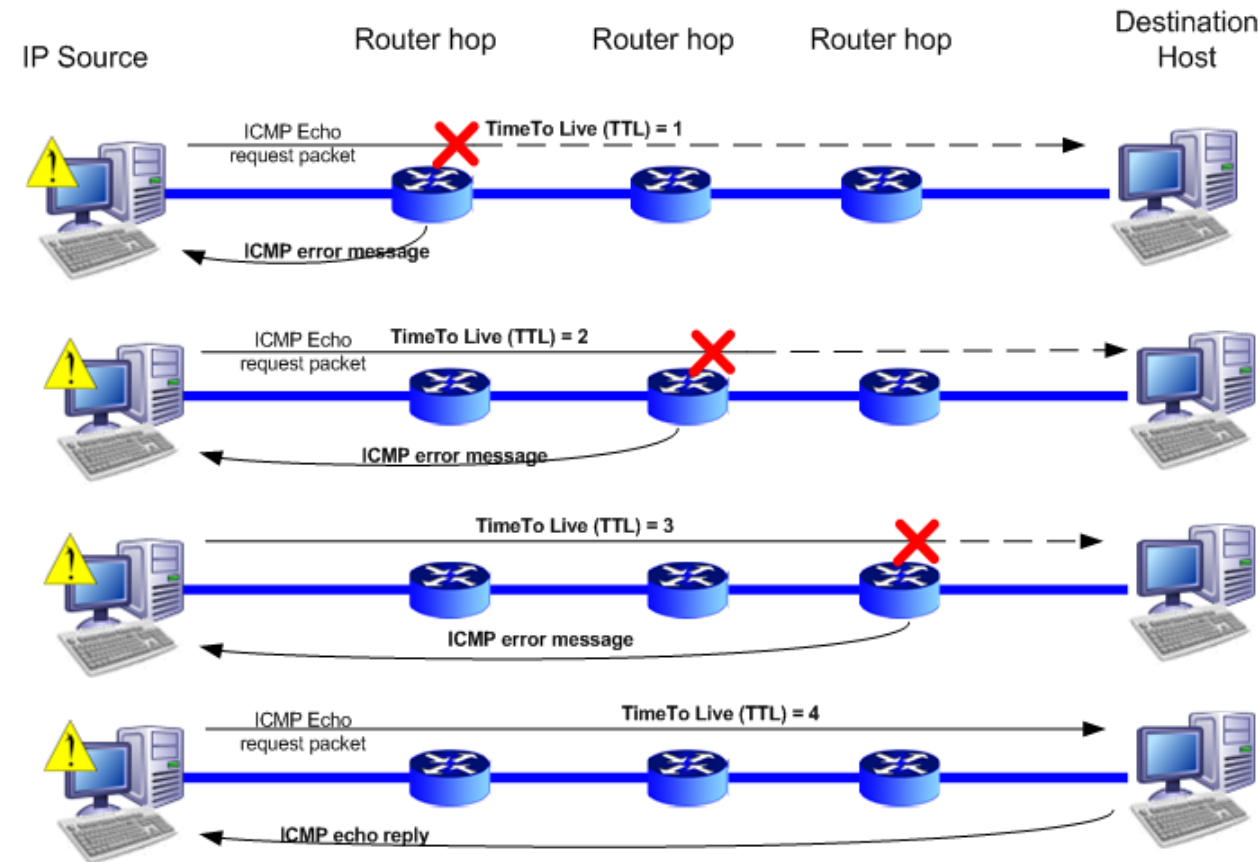 IP Source
Router hop
Router hop
Router hop
Destination
Host
ICMP Echo
request packet
TimeTo Live (TTL) = 1
ICMP error message
ICMP Echo
request packet
TimeTo Live (TTL) = 2
ICMP error message
TimeTo Live (TTL) = 3
ICMP error message
ICMP Echo
request packet
TimeTo Live (TTL) = 4
ICMP echo reply